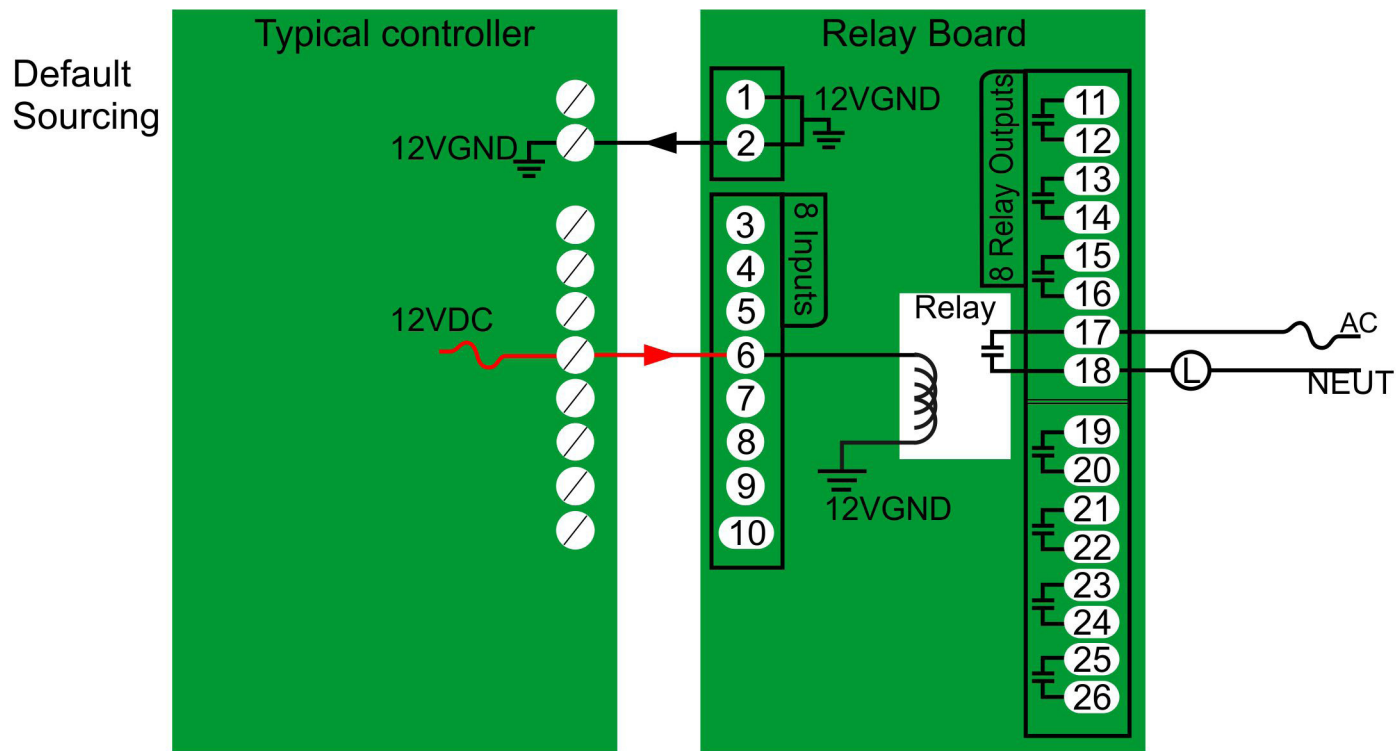 Typical controller
Relay Board
Default
Sourcing
12VGND
12VDC
1
2
12VGND
8 Inputs
3
4
5
6
7
8
9
10
Relay
12VGND
8 Relay Outputs
11
12
13
14
15
16
17
18
19
20
21
22
23
24
25
26
AC
L
NEUT